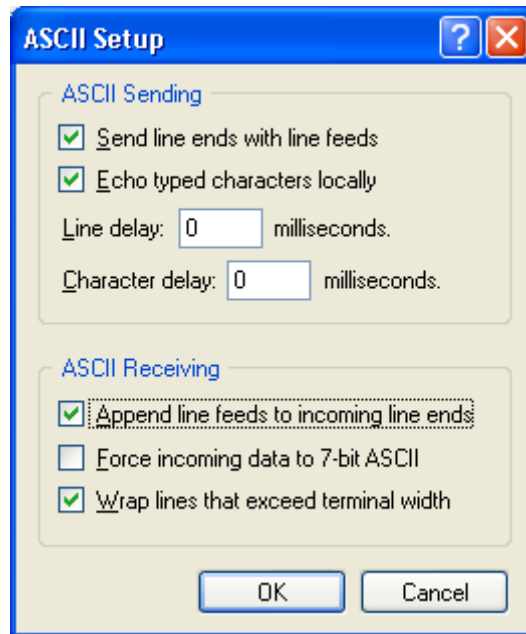 ASCII Setup
ASCII Sending
Send line ends with line feeds
Echo typed characters locally
Line delay: 0 milliseconds.
Character delay: 0 milliseconds.
ASCII Receiving
Append line feeds to incoming line ends
Force incoming data to 7-bit ASCII
Wrap lines that exceed terminal width
OK Cancel